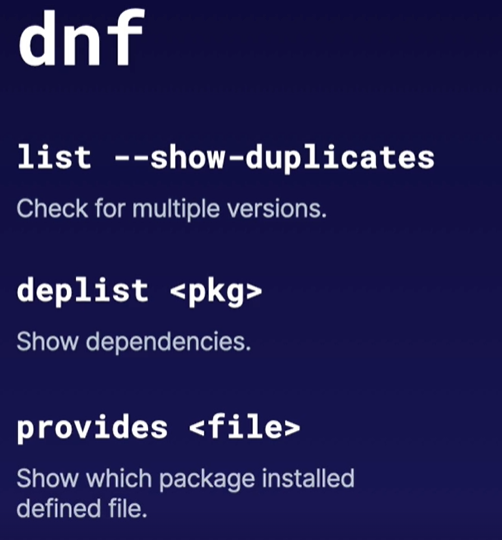 dnf
list --show-duplicates
Check for multiple versions.
deplist <pkg>
Show dependencies.
provides <file>
Show which package installed
defined file.